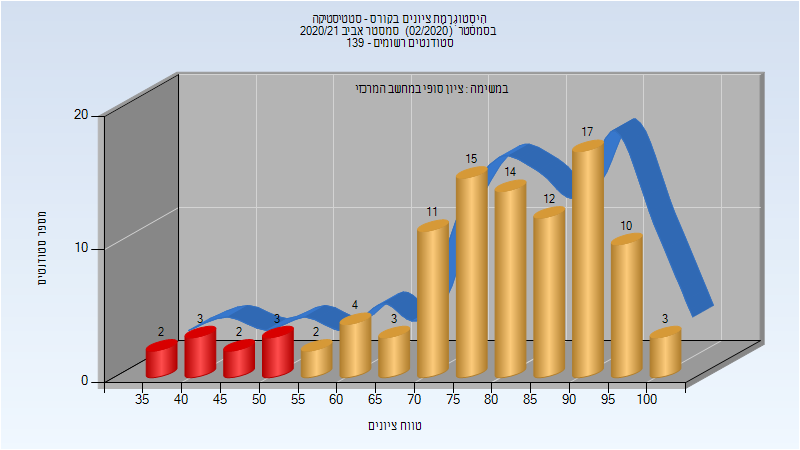 היסטוגרמת ציונים בקורס - סטטיסטיקה
בסמסטר (02/2020) סמסטר אביב 2020/21
סטודנטים רשומים - 139
במשימה : ציון סופי במחשב המרכזי
מספר סטודנטים
20
10
0
2
3
2
3
2
4
3
11
15
14
12
17
10
3
35 40 45 50 55 60 65 70 75 80 85 90 95 100
טווח ציונים